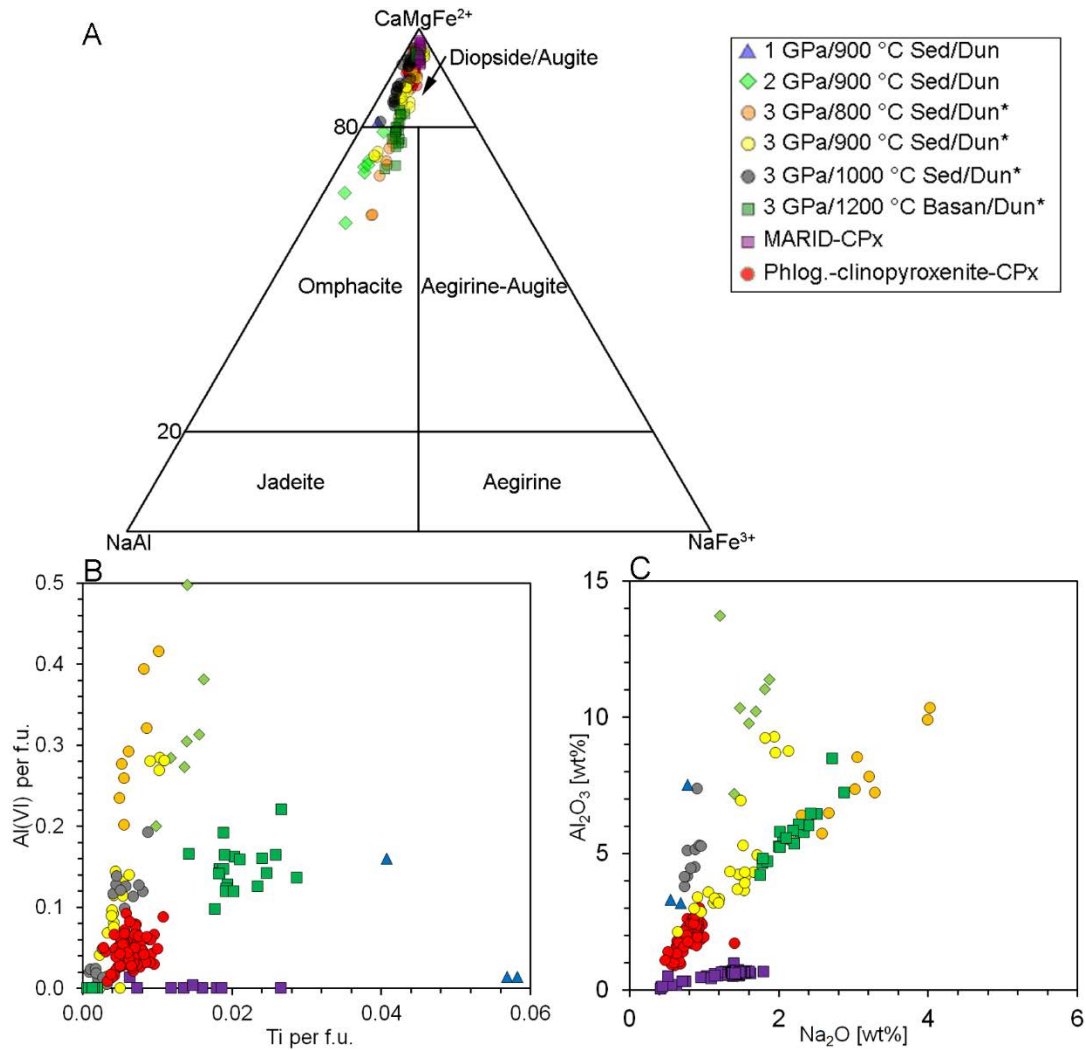 A
CaMgFe²⁺
Diopside/Augite
80
Omphacite
Aegirine-Augite
20
Jadeite
Aegirine
NaAl
NaFe³⁺
1 GPa/900 °C Sed/Dun
2 GPa/900 °C Sed/Dun
3 GPa/800 °C Sed/Dun*
3 GPa/900 °C Sed/Dun*
3 GPa/1000 °C Sed/Dun*
3 GPa/1200 °C Basan/Dun*
MARID-CPx
Phlog.-clinopyroxenite-CPx
B
0.5
0.4
0.3
0.2
0.1
0.0
Al(VI) per f.u.
0.00
0.02
0.04
0.06
Ti per f.u.
C
15
10
5
0
Al₂O₃ [wt%]
0
2
4
6
Na₂O [wt%]